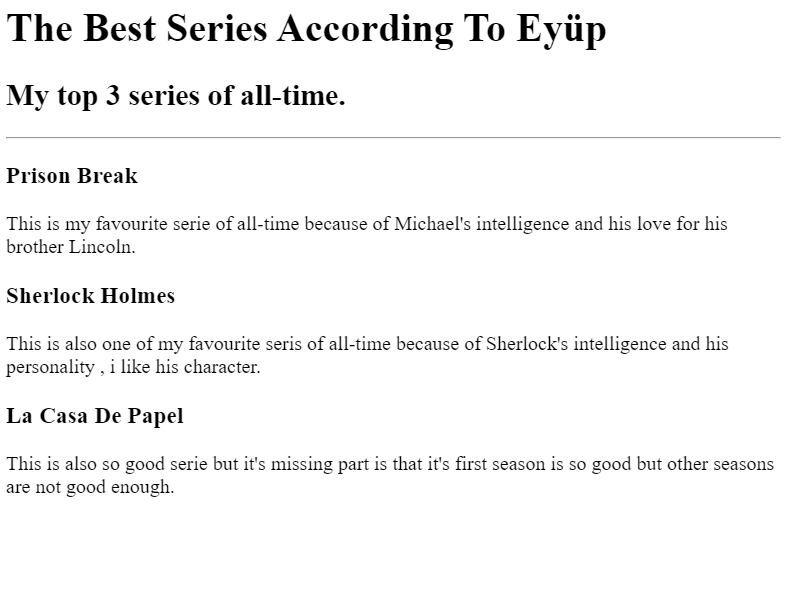 The Best Series According To Eyüp
My top 3 series of all-time.
Prison Break
This is my favourite serie of all-time because of Michael's intelligence and his love for his
brother Lincoln.
Sherlock Holmes
This is also one of my favourite seris of all-time because of Sherlock's intelligence and his
personality , i like his character.
La Casa De Papel
This is also so good serie but it's missing part is that it's first season is so good but other seasons
are not good enough.